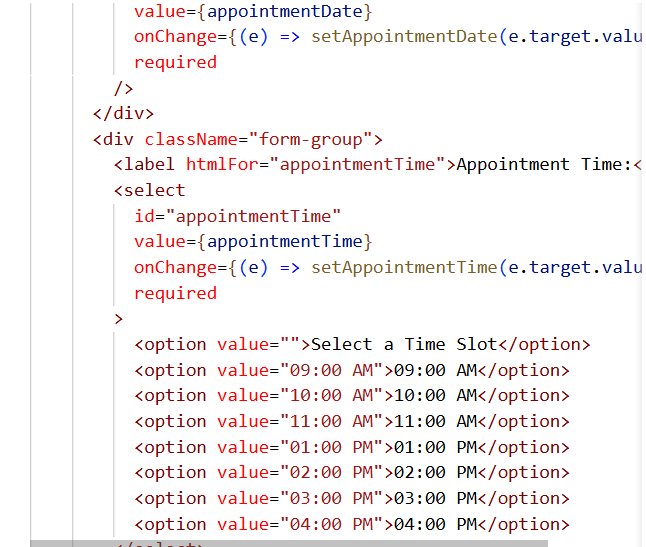 value={appointmentDate}
onChange={(e) => setAppointmentDate(e.target.valu
required
/>
</div>
<div className="form-group">
<label htmlFor="appointmentTime">Appointment Time:<
<select
id="appointmentTime"
value={appointmentTime}
onChange={(e) => setAppointmentTime(e.target.valu
required
>
<option value="">Select a Time Slot</option>
<option value="09:00 AM">09:00 AM</option>
<option value="10:00 AM">10:00 AM</option>
<option value="11:00 AM">11:00 AM</option>
<option value="01:00 PM">01:00 PM</option>
<option value="02:00 PM">02:00 PM</option>
<option value="03:00 PM">03:00 PM</option>
<option value="04:00 PM">04:00 PM</option>